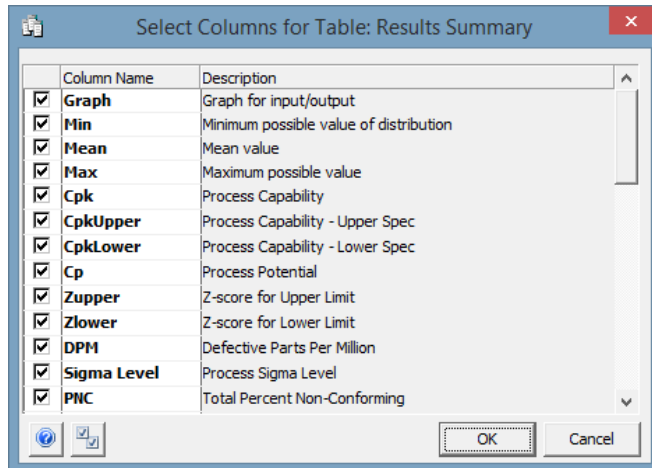 Select Columns for Table: Results Summary
Column Name Description
Graph Graph for input/output
Min Minimum possible value of distribution
Mean Mean value
Max Maximum possible value
Cpk Process Capability
CpkUpper Process Capability - Upper Spec
CpkLower Process Capability - Lower Spec
Cp Process Potential
Zupper Z-score for Upper Limit
Zlower Z-score for Lower Limit
DPM Defective Parts Per Million
Sigma Level Process Sigma Level
PNC Total Percent Non-Conforming
OK Cancel